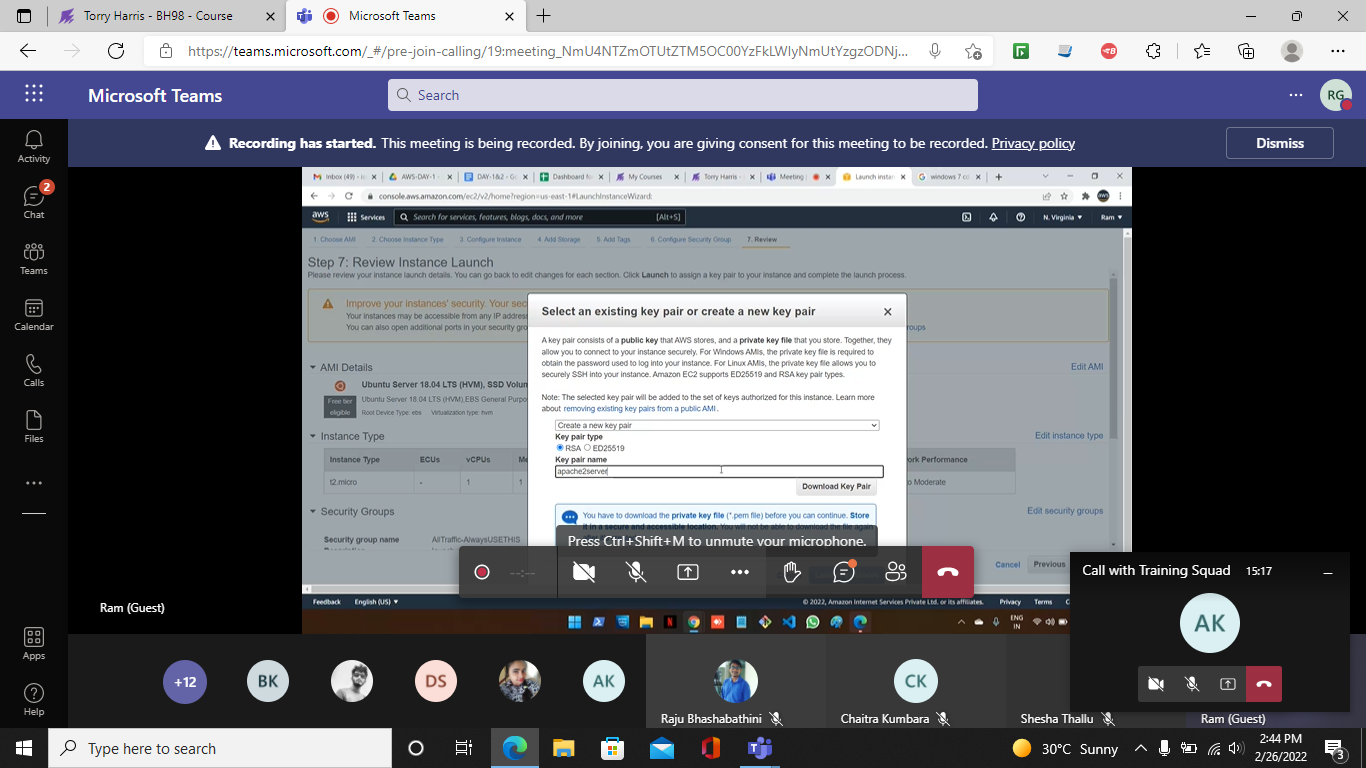 Torry Harris - BH98 - Course
Microsoft Teams
https://teams.microsoft.com/_#/pre-join-calling/19:meeting_NmU4NTZmOTUtZTM5OC00YzFkLWIyNmUtYzgzODNj...
Microsoft Teams
Search
RG
Recording has started. This meeting is being recorded. By joining, you are giving consent for this meeting to be recorded. Privacy policy
Dismiss
Activity
Chat
2
Teams
Calendar
Calls
Files
Apps
Help
Inbox (49) -
AWS-DAY-1 -
DAY-1&2 - Go
Dashboard for
My Courses
Torry Harris -
Meeting
Launch instan
windows 7 co
console.aws.amazon.com/ec2/v2/home?region=us-east-1#LaunchInstanceWizard:
aws
Services
Search for services, features, blogs, docs, and more
[Alt+S]
N. Virginia
Ram
1. Choose AMI
2. Choose Instance Type
3. Configure Instance
4. Add Storage
5. Add Tags
6. Configure Security Group
7. Review
Step 7: Review Instance Launch
Please review your instance launch details. You can go back to edit changes for each section. Click Launch to assign a key pair to your instance and complete the launch process.
Improve your instances' security. Your sec
Your instances may be accessible from any IP address
You can also open additional ports in your security gro
roups
AMI Details
Edit AMI
Ubuntu Server 18.04 LTS (HVM), SSD Volum
Free tier
eligible
Ubuntu Server 18.04 LTS (HVM),EBS General Purpo
Root Device Type: ebs Virtualization type: hvm
Instance Type
Edit instance type
Instance Type
ECUs
vCPUs
Me
ork Performance
t2.micro
-
1
1
o Moderate
Security Groups
Edit security groups
Security group name
AllTraffic-AlwaysUSETHIS
Select an existing key pair or create a new key pair
A key pair consists of a public key that AWS stores, and a private key file that you store. Together, they
allow you to connect to your instance securely. For Windows AMIs, the private key file is required to
obtain the password used to log into your instance. For Linux AMIs, the private key file allows you to
securely SSH into your instance. Amazon EC2 supports ED25519 and RSA key pair types.
Note: The selected key pair will be added to the set of keys authorized for this instance. Learn more
about removing existing key pairs from a public AMI.
Create a new key pair
Key pair type
RSA
ED25519
Key pair name
apache2server
Download Key Pair
You have to download the private key file (*.pem file) before you can continue. Store
it in a secure and accessible location. You will not be able to download the file again
Press Ctrl+Shift+M to unmute your microphone.
Cancel
Previous
Feedback
English (US)
© 2022, Amazon Internet Services Private Ltd. or its affiliates.
Privacy
Terms
C
ENG
IN
Ram (Guest)
Call with Training Squad
15:17
AK
+12
BK
DS
AK
Raju Bhashabathini
CK
Chaitra Kumbara
Shesha Thallu
Ram (Guest)
Type here to search
30°C Sunny
2:44 PM
2/26/2022
3